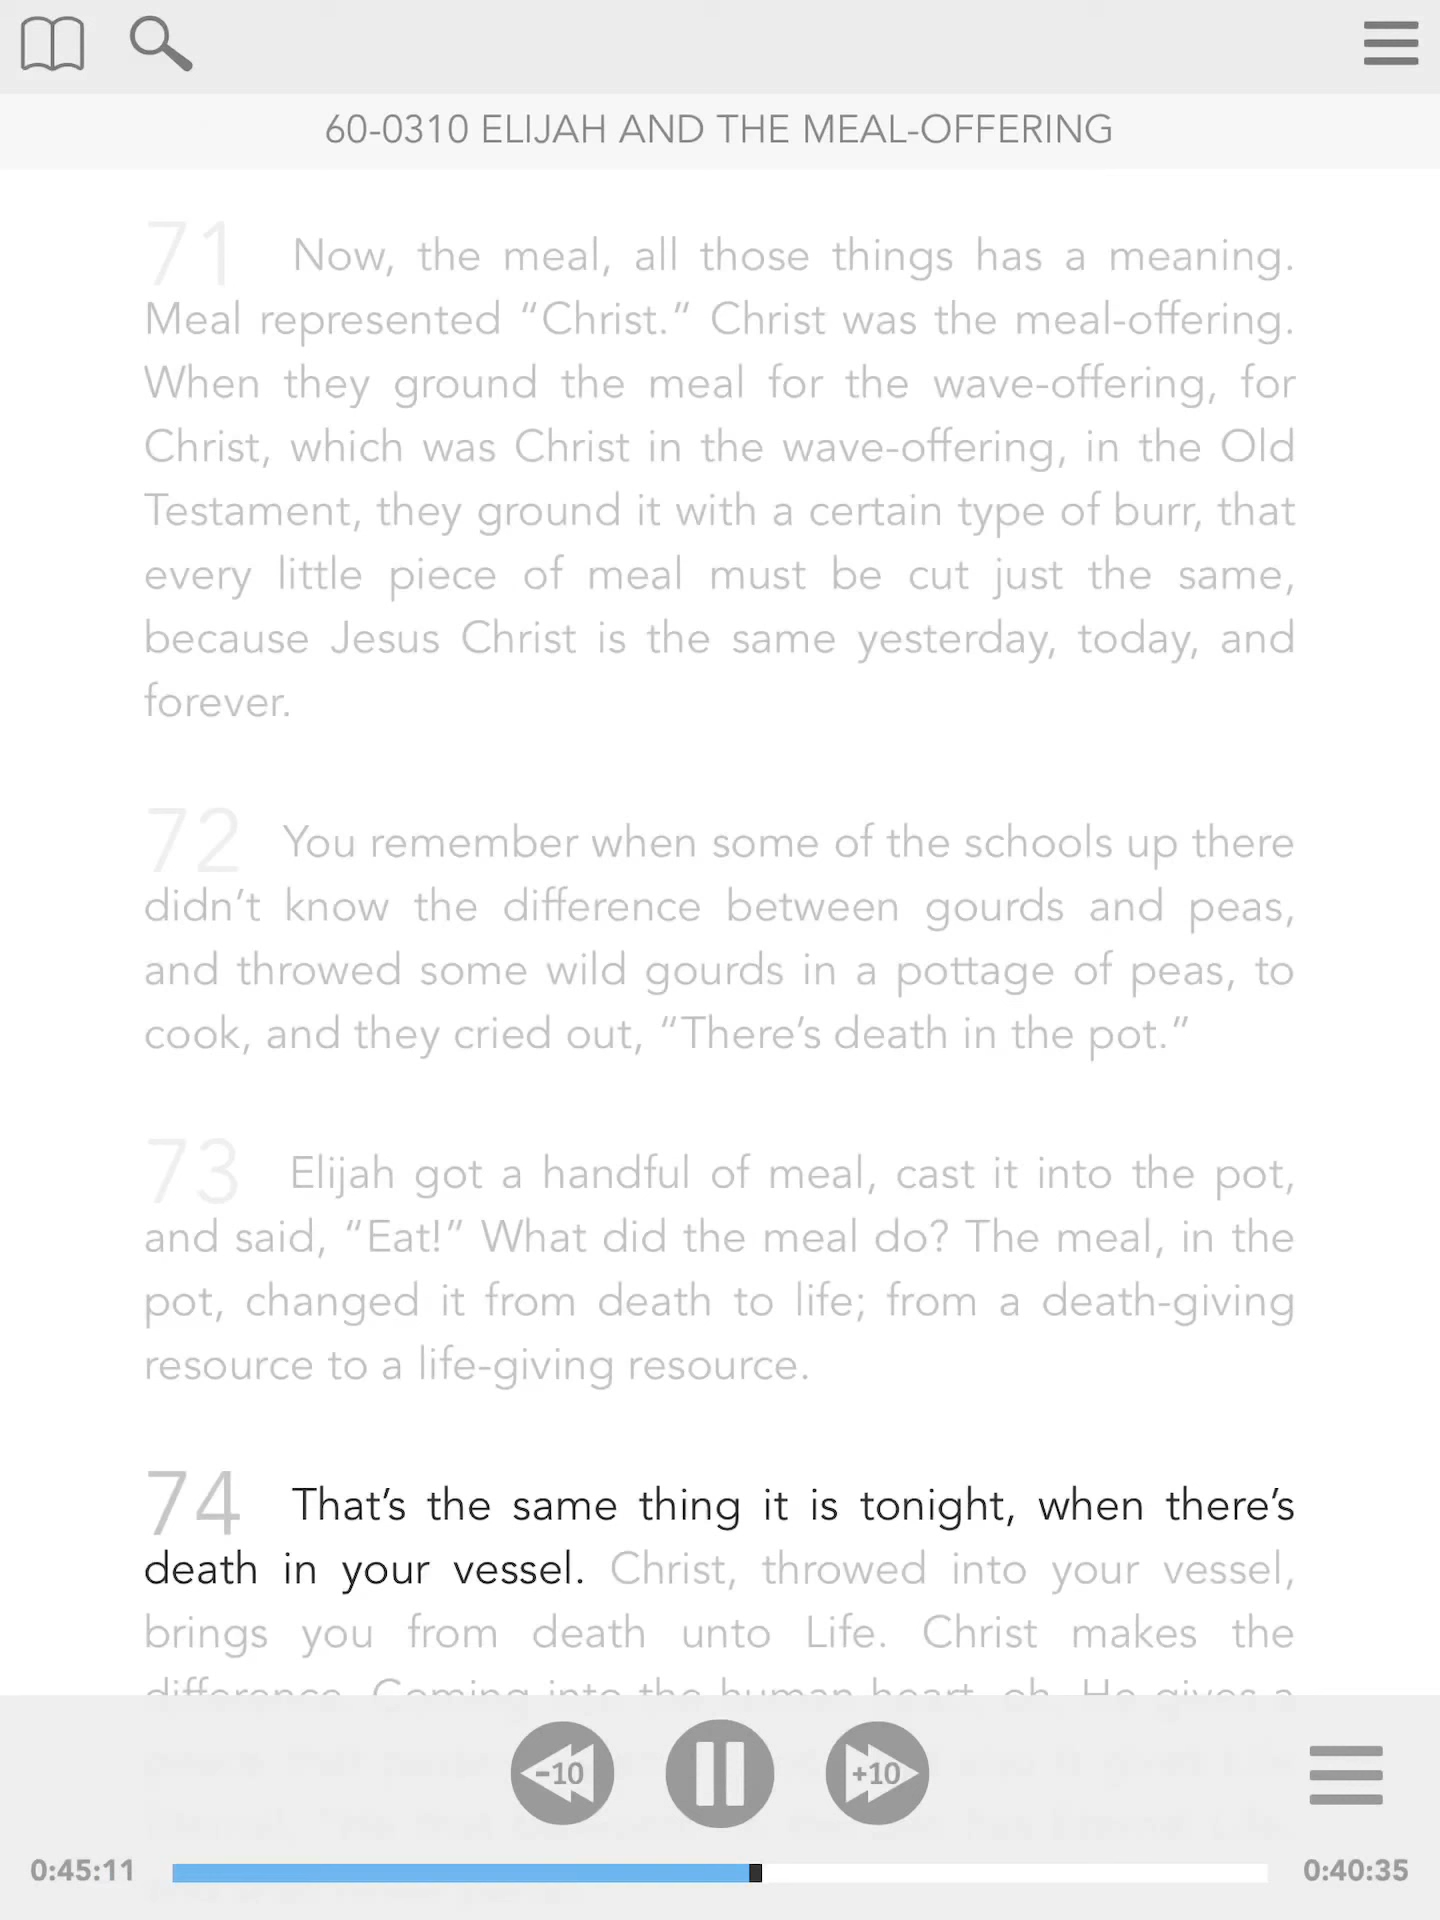 60-0310 ELIJAH AND THE MEAL-OFFERING
71 Now, the meal, all those things has a meaning.
Meal represented “Christ.” Christ was the meal-offering.
When they ground the meal for the wave-offering, for
Christ, which was Christ in the wave-offering, in the Old
Testament, they ground it with a certain type of burr, that
every little piece of meal must be cut just the same,
because Jesus Christ is the same yesterday, today, and
forever.
72 You remember when some of the schools up there
didn’t know the difference between gourds and peas,
and throwed some wild gourds in a pottage of peas, to
cook, and they cried out, “There’s death in the pot.”
73 Elijah got a handful of meal, cast it into the pot,
and said, “Eat!” What did the meal do? The meal, in the
pot, changed it from death to life; from a death-giving
resource to a life-giving resource.
74 That’s the same thing it is tonight, when there’s
death in your vessel. Christ, throwed into your vessel,
brings you from death unto Life. Christ makes the
difference. Coming into the human heart, oh, He gives a
-10 +10
0:45:11 0:40:35